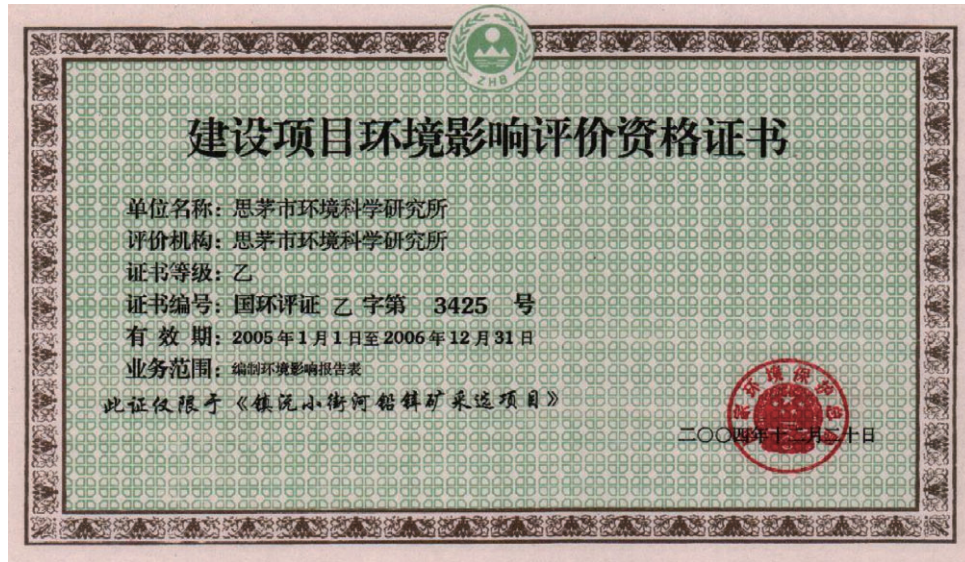 ZHB
建设项目环境影响评价资格证书
单位名称：思茅市环境科学研究所
评价机构：思茅市环境科学研究所
证书等级：乙
证书编号：国环评证 乙 字第 3425 号
有效期：2005年1月1日至2006年12月31日
业务范围：编制环境影响报告表
此证仅限于《镇沅小街河铅锌矿采选项目》
家环境保护总
二〇〇四年十二月二十日